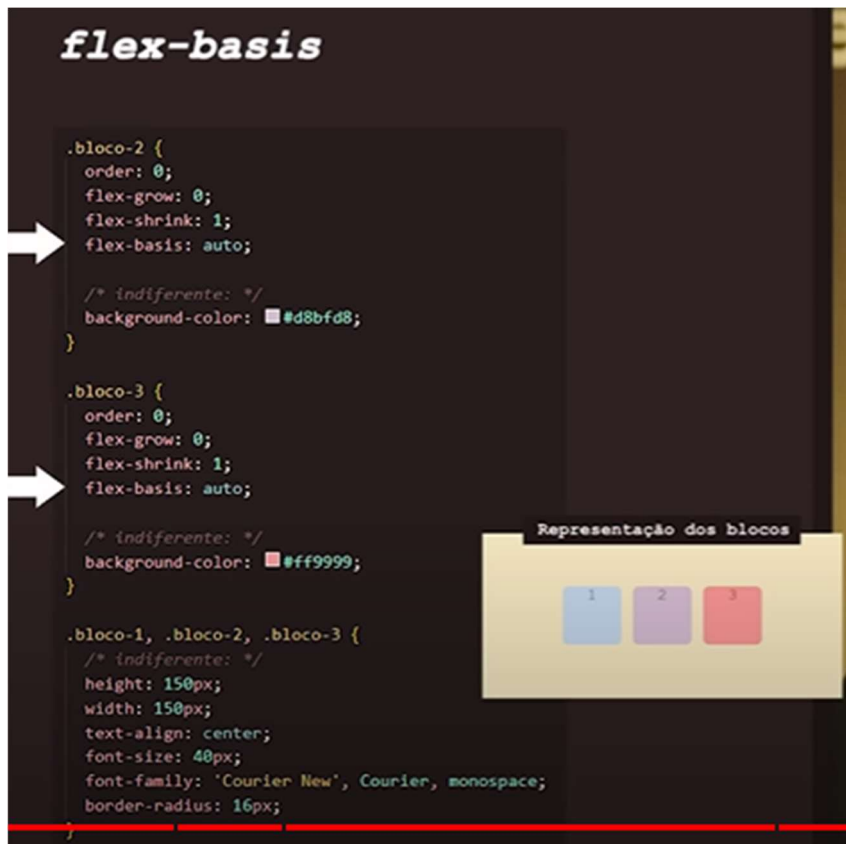 flex-basis
.bloco-2 {
order: 0;
flex-grow: 0;
flex-shrink: 1;
flex-basis: auto;
/* indiferente: */
background-color: #d8bfd8;
}
.bloco-3 {
order: 0;
flex-grow: 0;
flex-shrink: 1;
flex-basis: auto;
/* indiferente: */
background-color: #ff9999;
}
.bloco-1, .bloco-2, .bloco-3 {
/* indiferente: */
height: 150px;
width: 150px;
text-align: center;
font-size: 40px;
font-family: 'Courier New', Courier, monospace;
border-radius: 16px;
}
Representação dos blocos
1 2 3